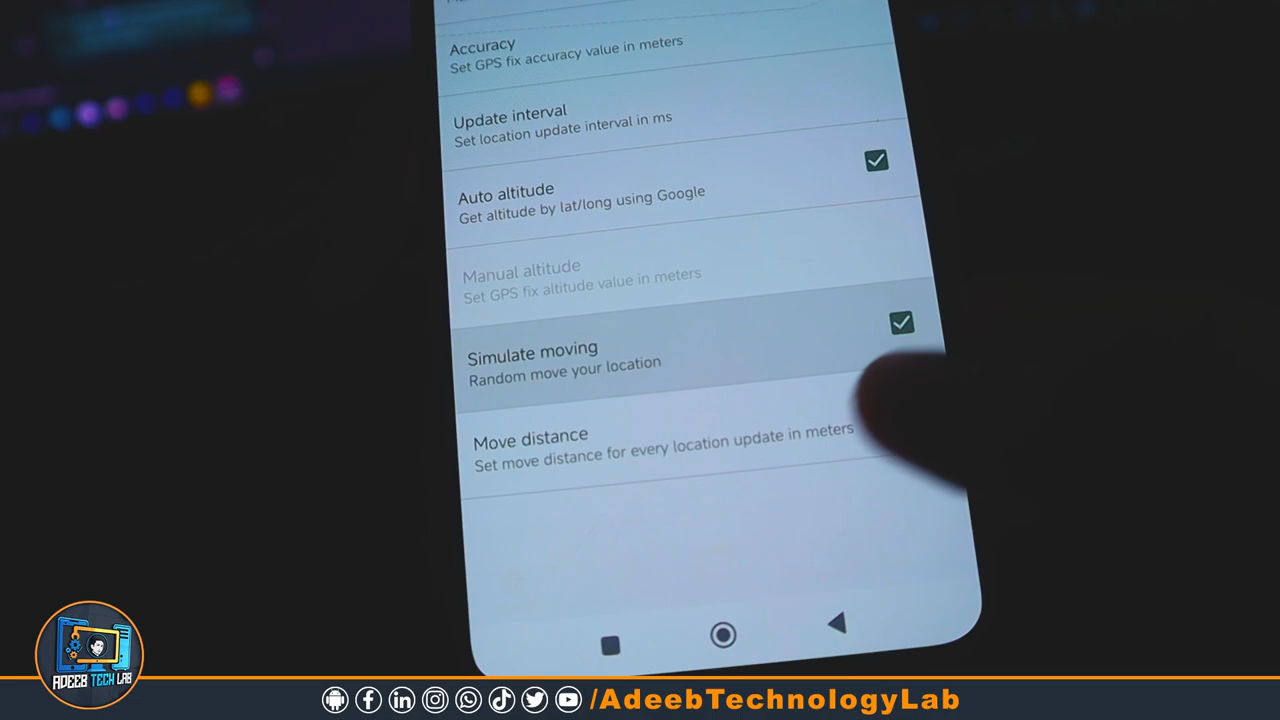 Accuracy
Set GPS fix accuracy value in meters
Update interval
Set location update interval in ms
Auto altitude
Get altitude by lat/long using Google
Manual altitude
Set GPS fix altitude value in meters
Simulate moving
Random move your location
Move distance
Set move distance for every location update in meters
ADEEB TECH LAB
/AdeebTechnologyLab